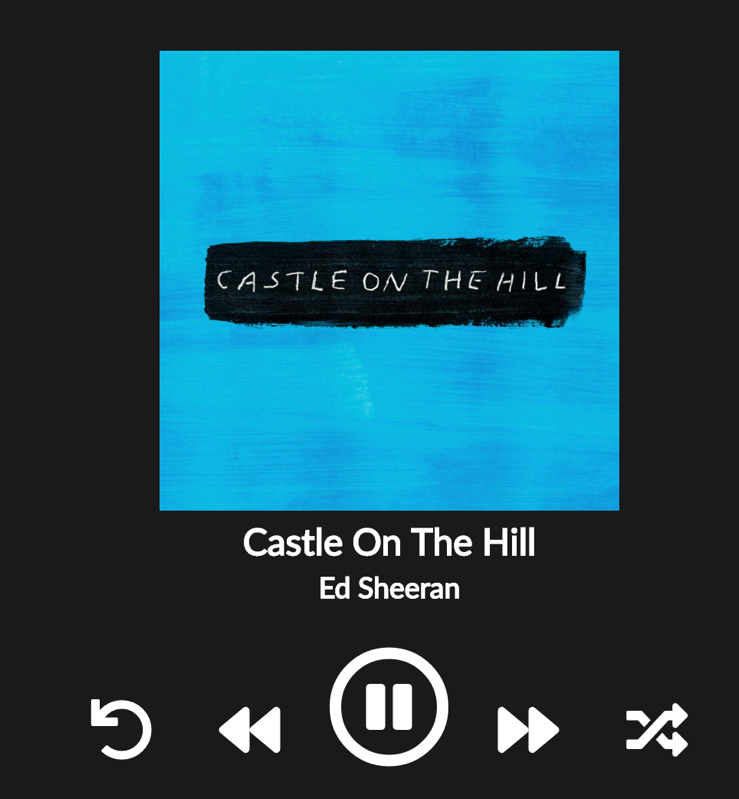 CASTLE ON THE HILL
Castle On The Hill
Ed Sheeran